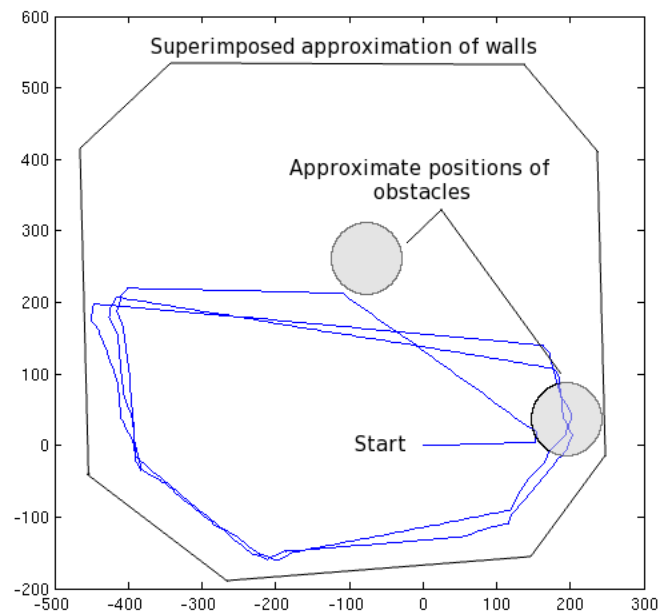 600
Superimposed approximation of walls
500
400
Approximate positions of
obstacles
300
200
100
Start
0
-100
-200
-500 -400 -300 -200 -100 0 100 200 300